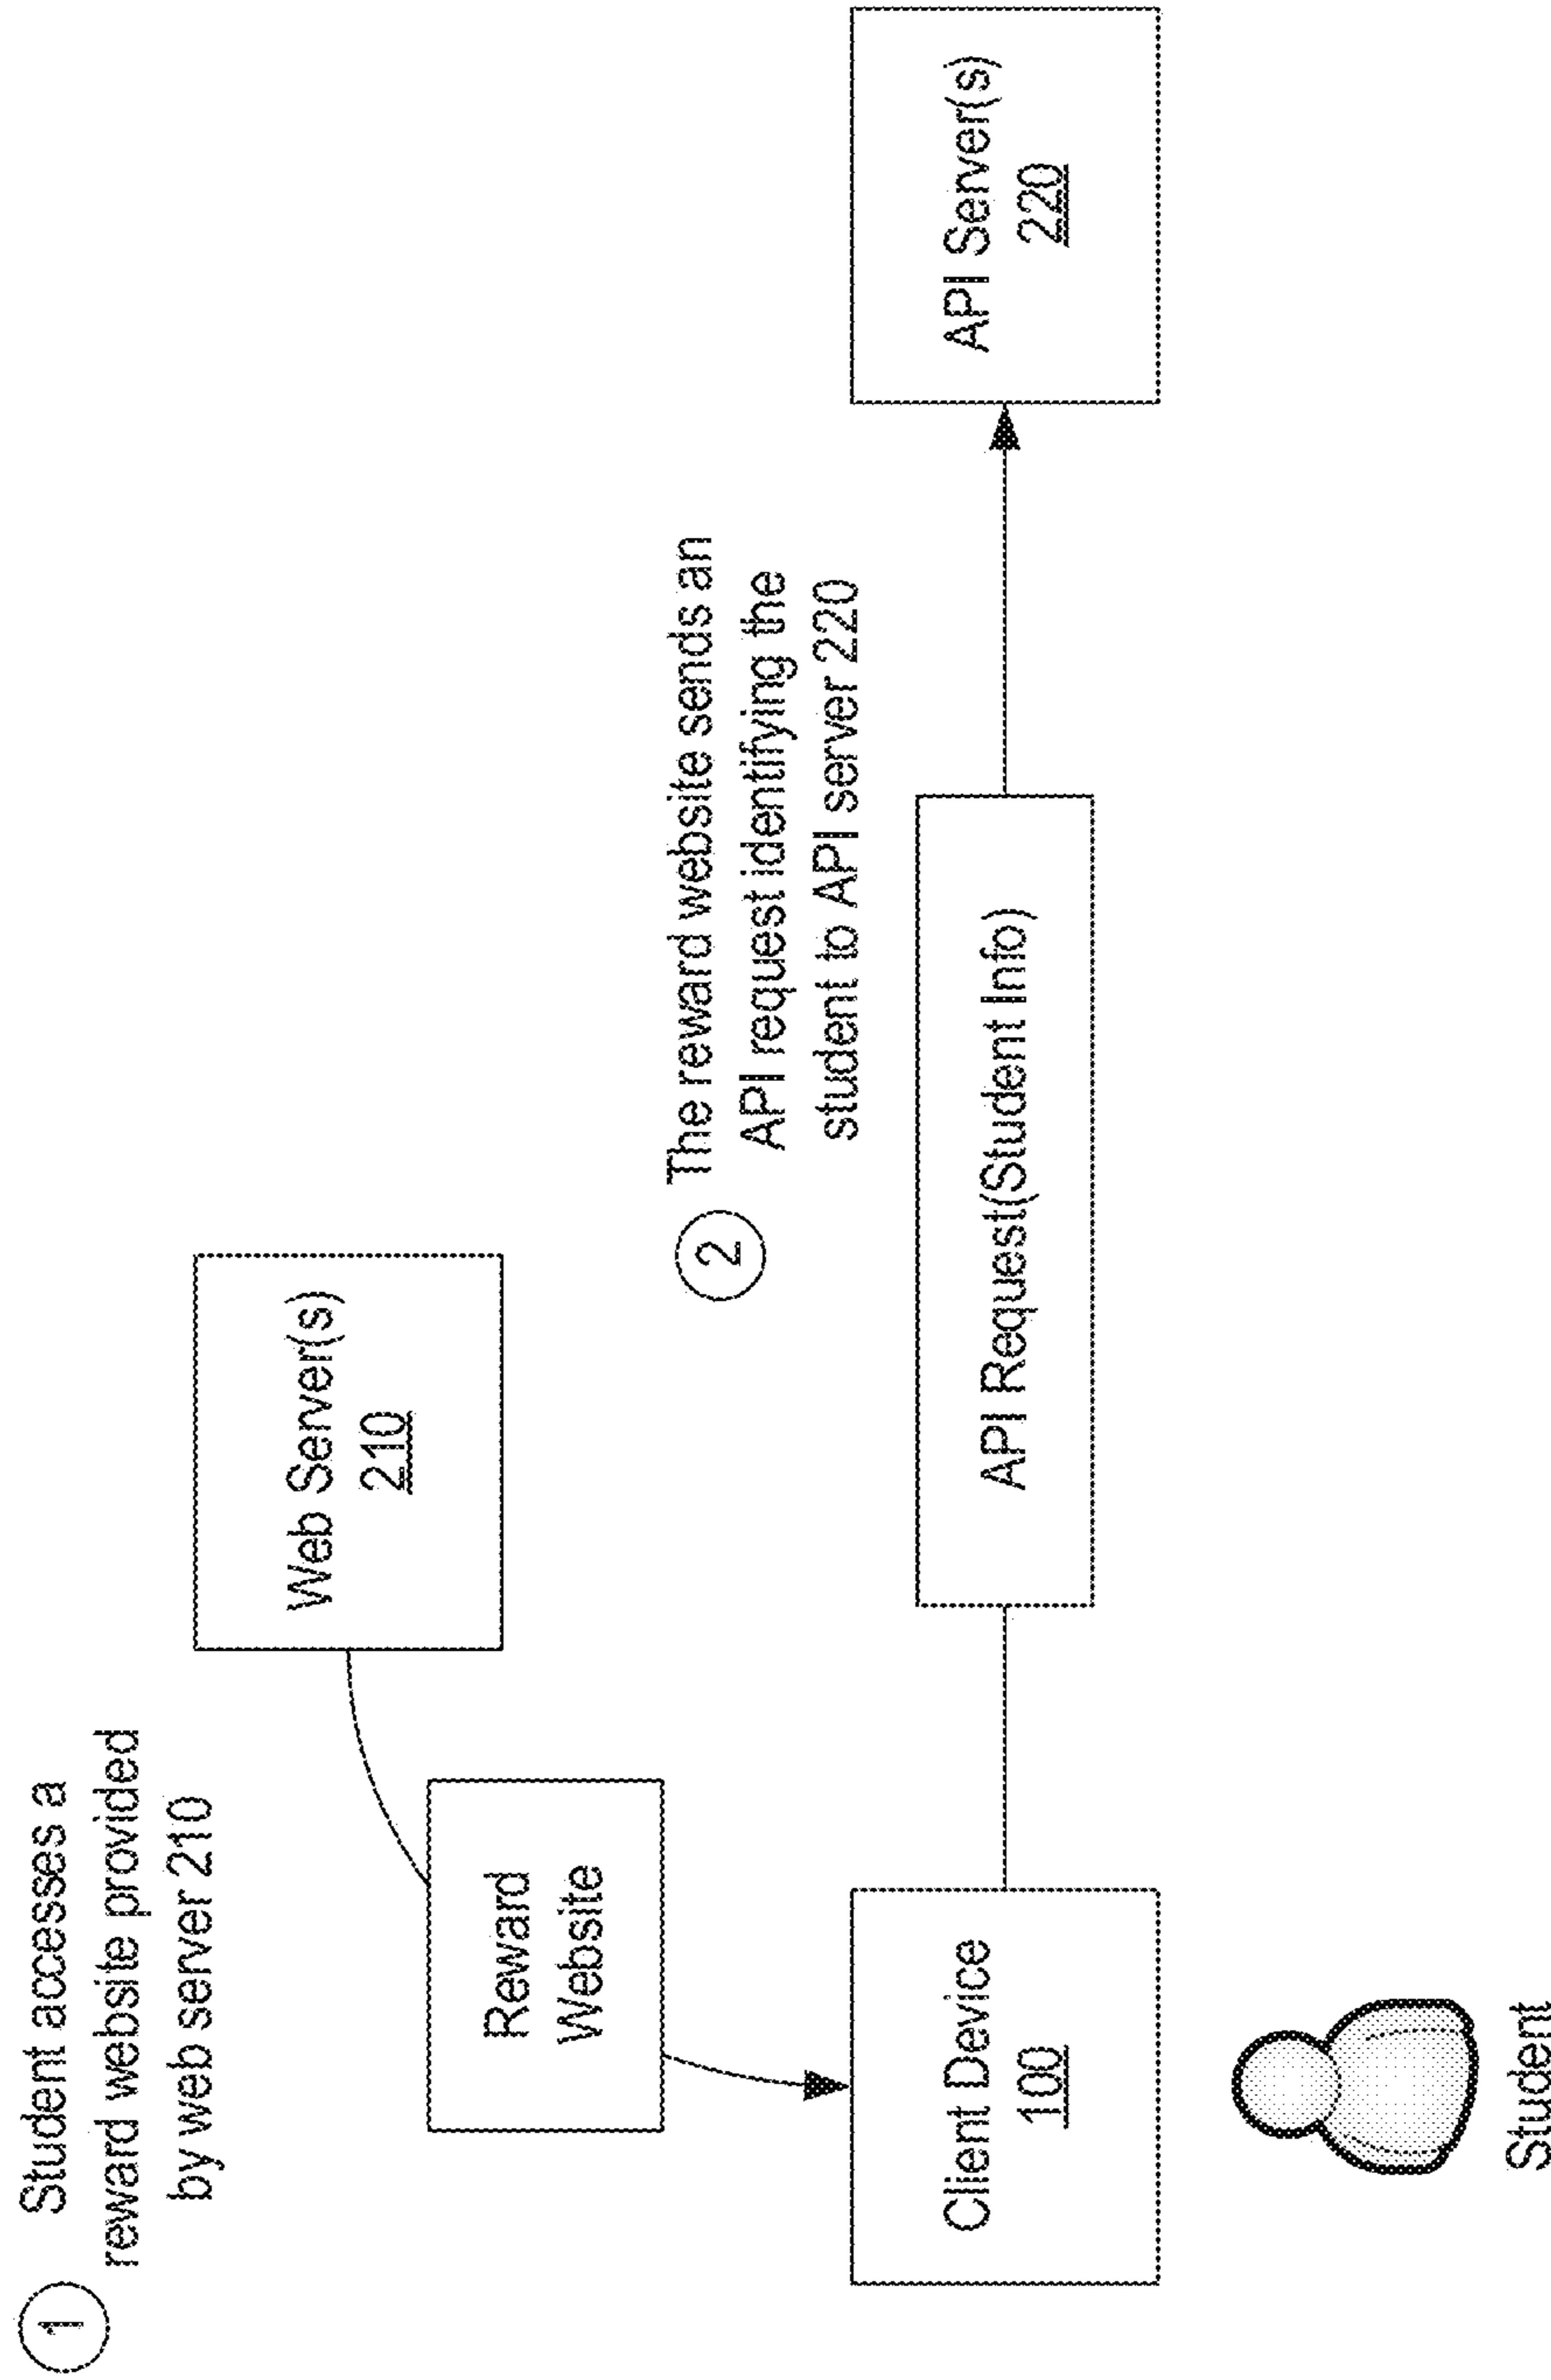 1
Student accesses a
reward website provided
by web server 210
Web Server(s)
210
Reward
Website
2
The reward website sends an
API request identifying the
student to API server 220
Client Device
100
API Request(Student Info)
API Server(s)
220
Student